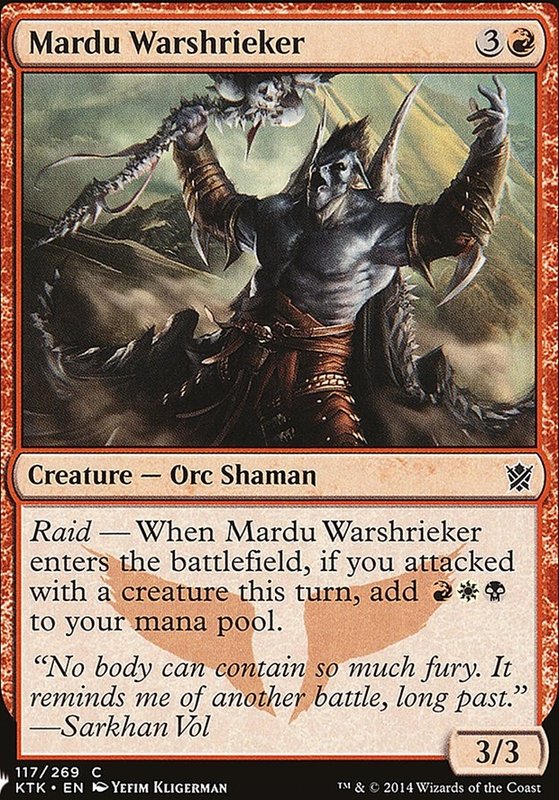 Mardu Warshrieker 3
Creature — Orc Shaman
Raid — When Mardu Warshrieker
enters the battlefield, if you attacked
with a creature this turn, add
to your mana pool.
“No body can contain so much fury. It
reminds me of another battle, long past.”
—Sarkhan Vol
3/3
117/269 C
KTK • EN Yefim Kligerman
™ & © 2014 Wizards of the Coast